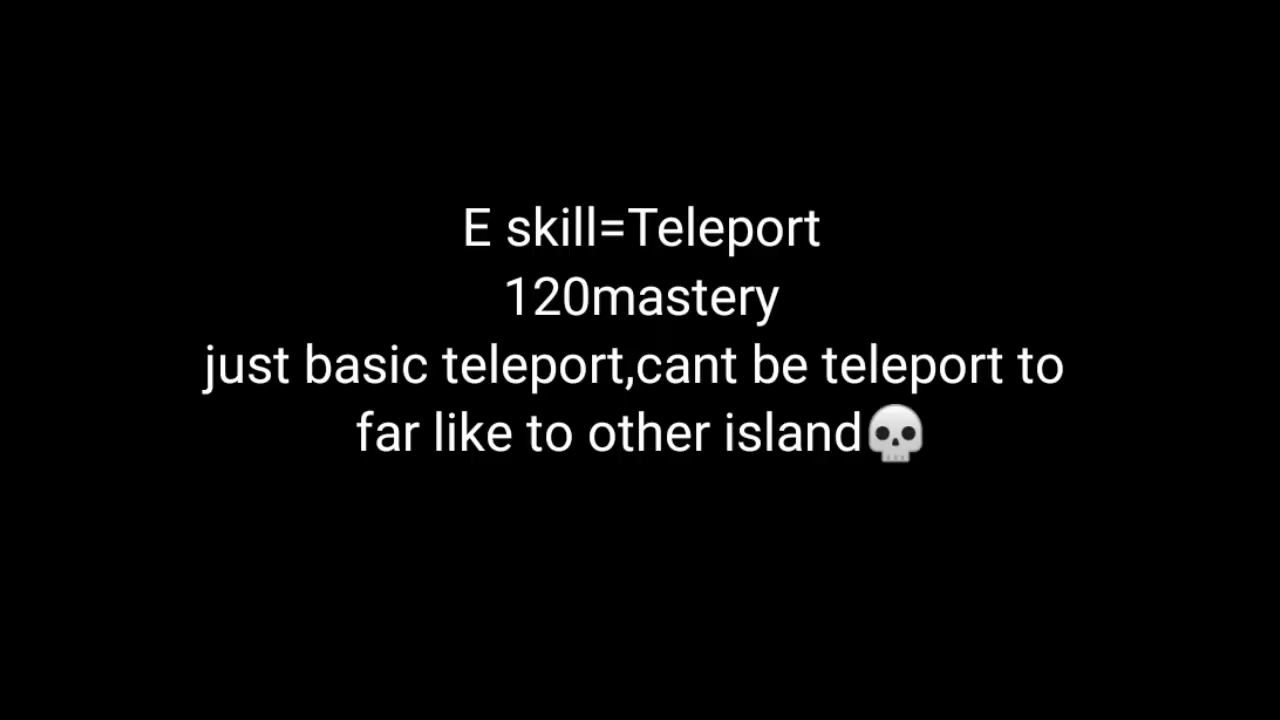 E skill=Teleport
120mastery
just basic teleport,cant be teleport to
far like to other island💀